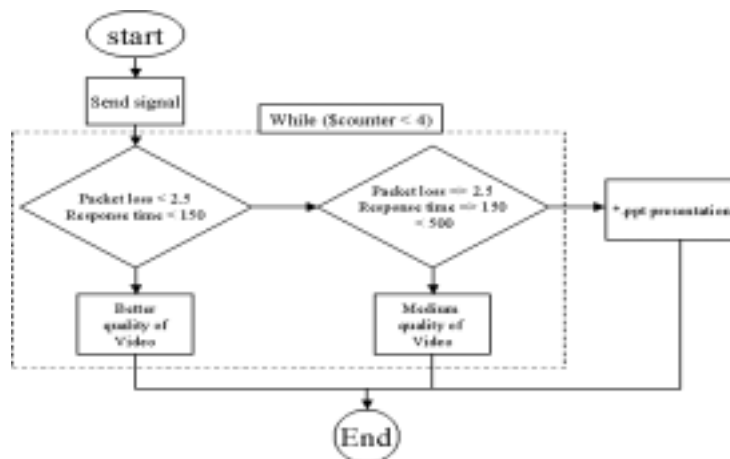 start
Send signal
While ($counter < 4)
Packet loss < 2.5
Response time < 150
Packet loss => 2.5
Response time => 150
< 500
*.ppt presentation
Better
quality of
Video
Medium
quality of
Video
End